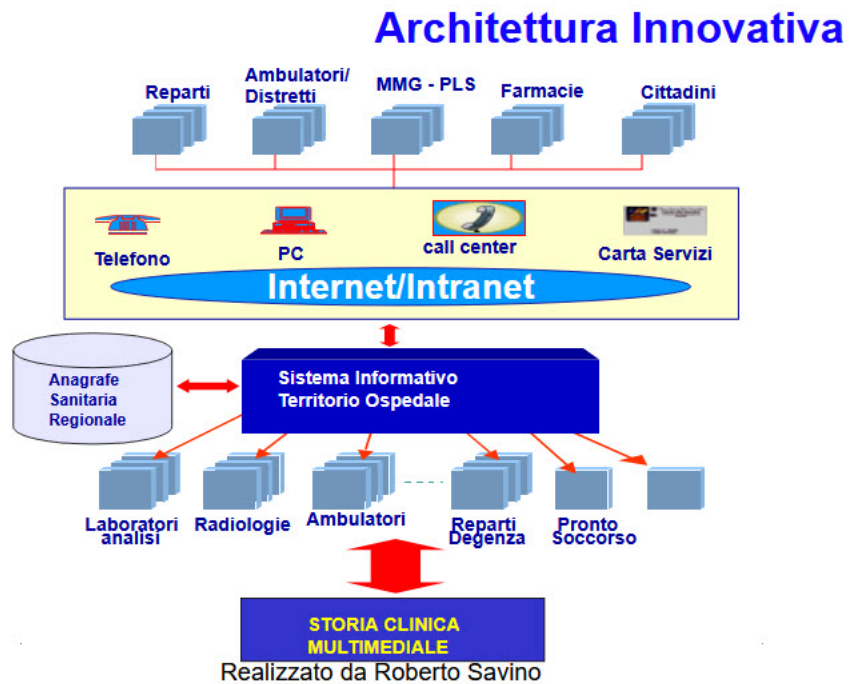 Architettura Innovativa
Reparti
Ambulatori/
Distretti
MMG - PLS
Farmacie
Cittadini
Telefono
PC
call center
Carta Servizi
Internet/Intranet
Anagrafe
Sanitaria
Regionale
Sistema Informativo
Territorio Ospedale
Laboratori
analisi
Radiologie
Ambulatori
Reparti
Degenza
Pronto
Soccorso
STORIA CLINICA
MULTIMEDIALE
Realizzato da Roberto Savino